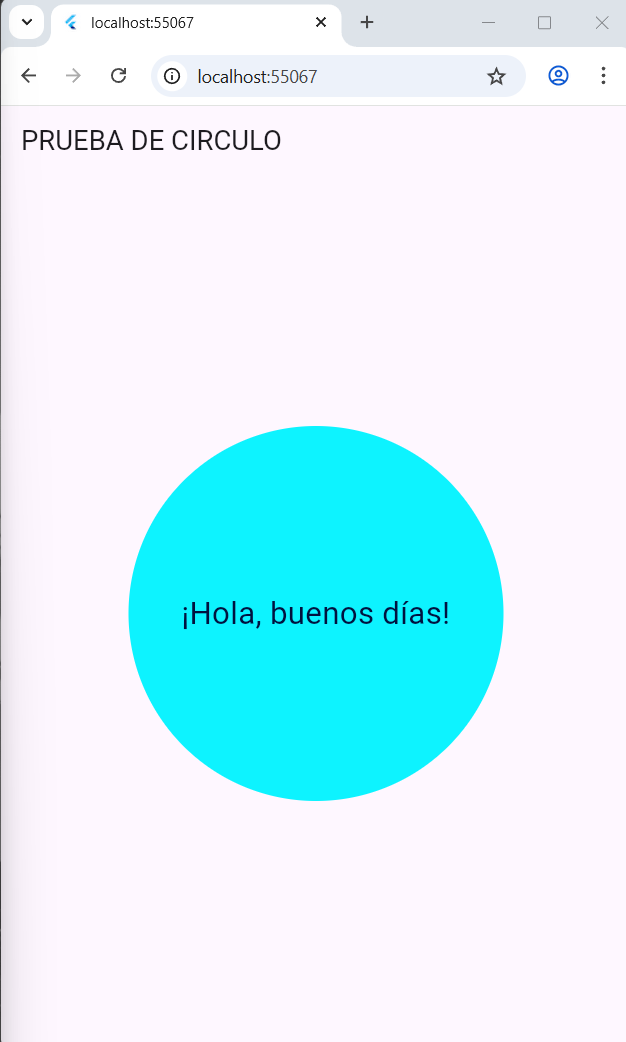 localhost:55067
localhost:55067
PRUEBA DE CIRCULO
¡Hola, buenos días!